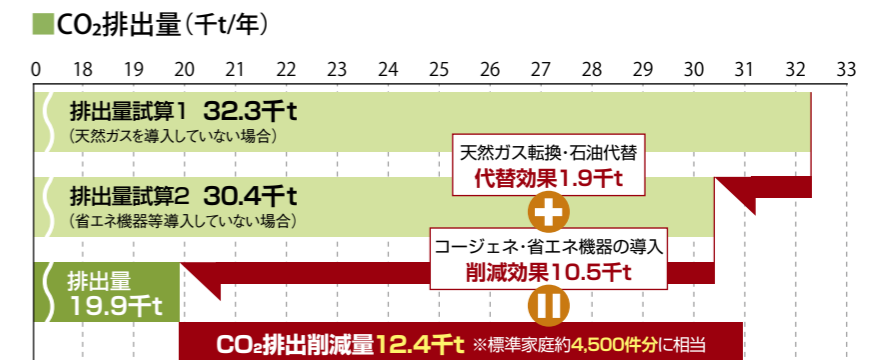 CO₂排出量(千t/年)
0 18 19 20 21 22 23 24 25 26 27 28 29 30 31 32 33
排出量試算1 32.3千t
(天然ガスを導入していない場合)
天然ガス転換・石油代替
代替効果1.9千t
排出量試算2 30.4千t
(省エネ機器等導入していない場合)
コージェネ・省エネ機器の導入
削減効果10.5千t
排出量
19.9千t
CO₂排出削減量12.4千t ※標準家庭約4,500件分に相当